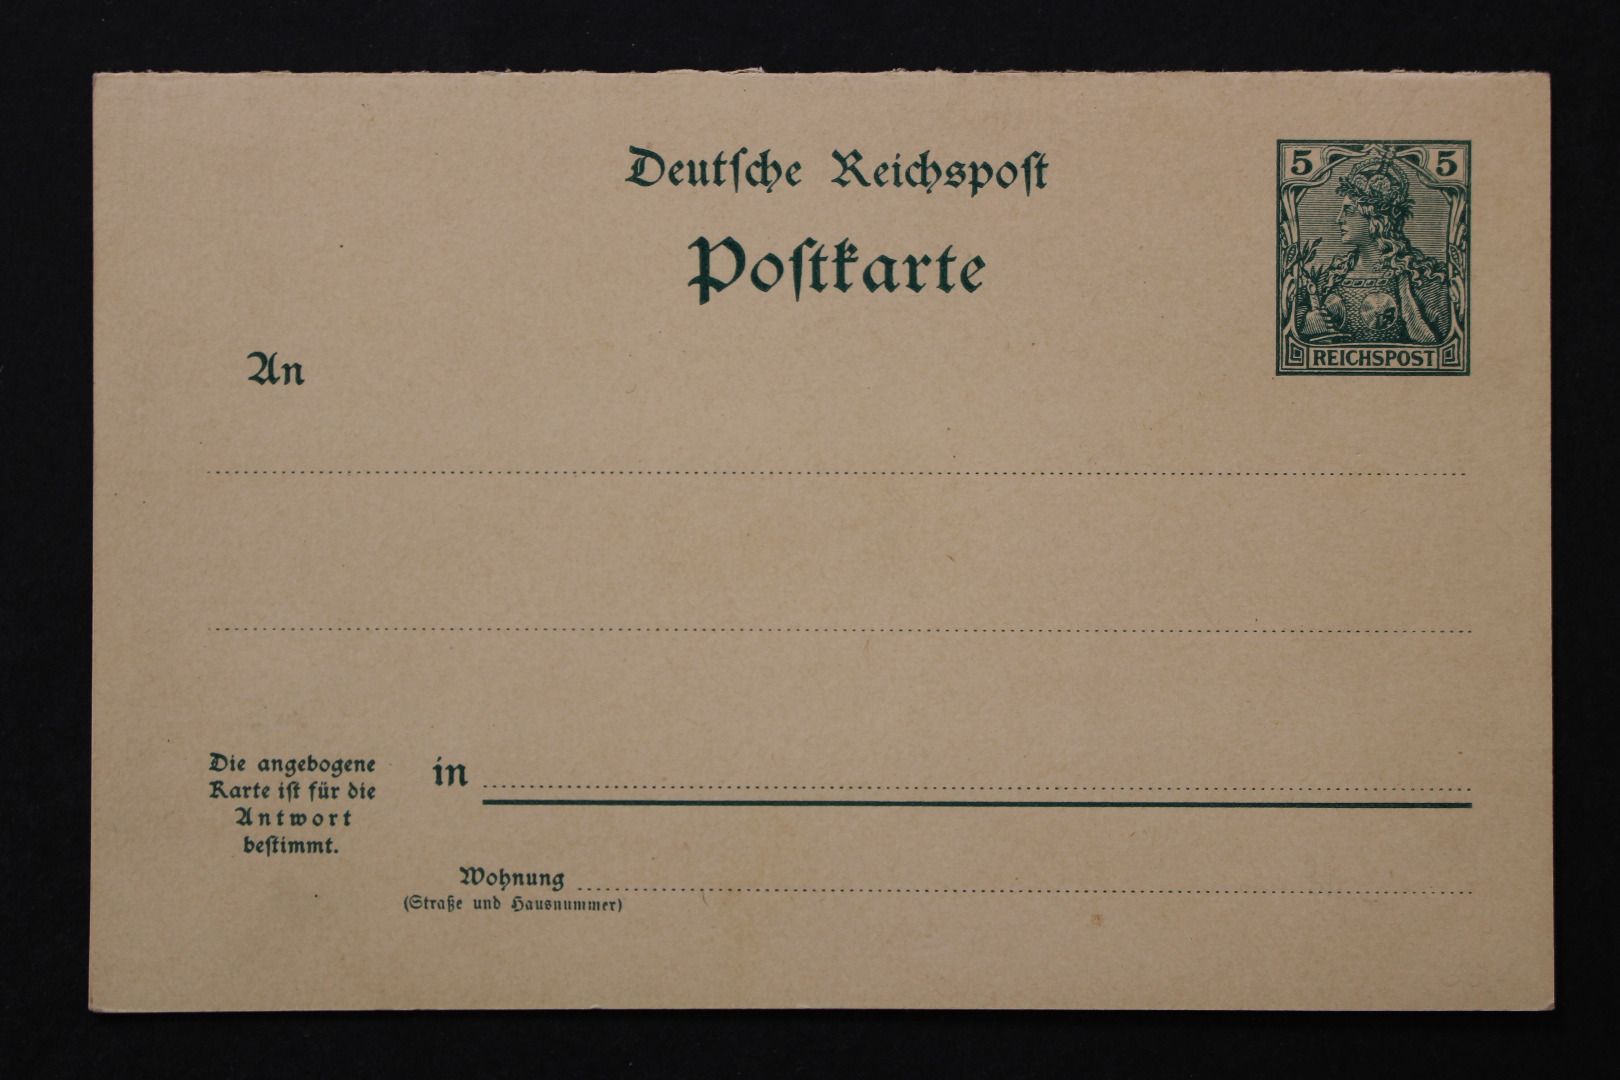 Deutſche Reichspoſt
Poſtkarte
5 5
REICHSPOST
An
Die angebogene
Karte iſt für die
Antwort
beſtimmt.
in
Wohnung
(Straße und Hausnummer)